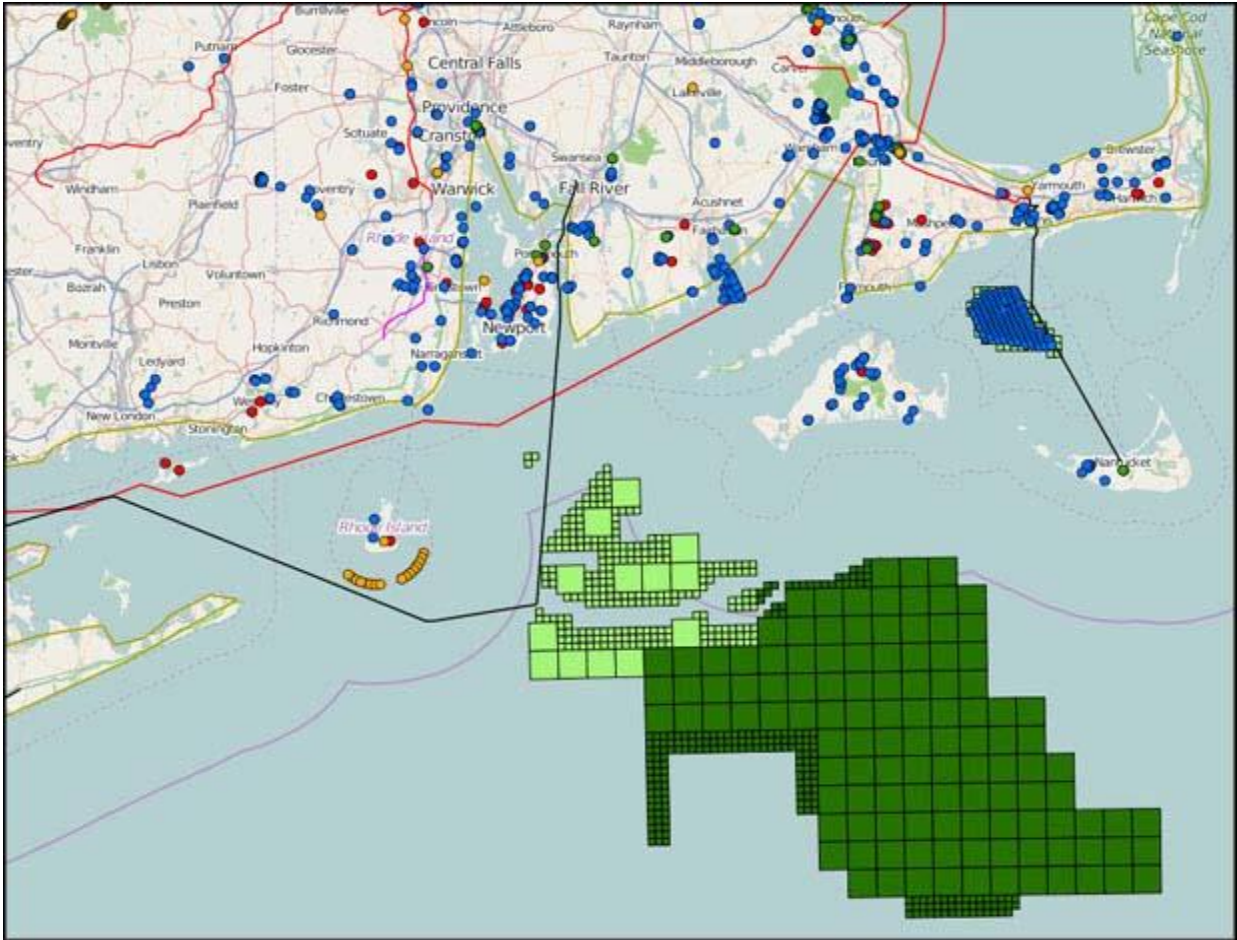 Burrillville
Attleboro
Raynham
Cape Cod
National
Seashore
Putnam
Glocester
Central Falls
Taunton
Middleborough
Carver
Foster
Lakeville
Providence
Scituate
Cranston
Swansea
Brewster
Windham
Coventry
Warwick
Fall River
Yarmouth
Harwich
Plainfield
Acushnet
Mashpee
Fairhaven
Rhode Island
Franklin
Portsmouth
Lisbon
Voluntown
Bozrah
Preston
Kingstown
Falmouth
Richmond
Newport
Montville
Hopkinton
Narragansett
Ledyard
Westerly
Charlestown
New London
Stonington
Nantucket
Rhode Island